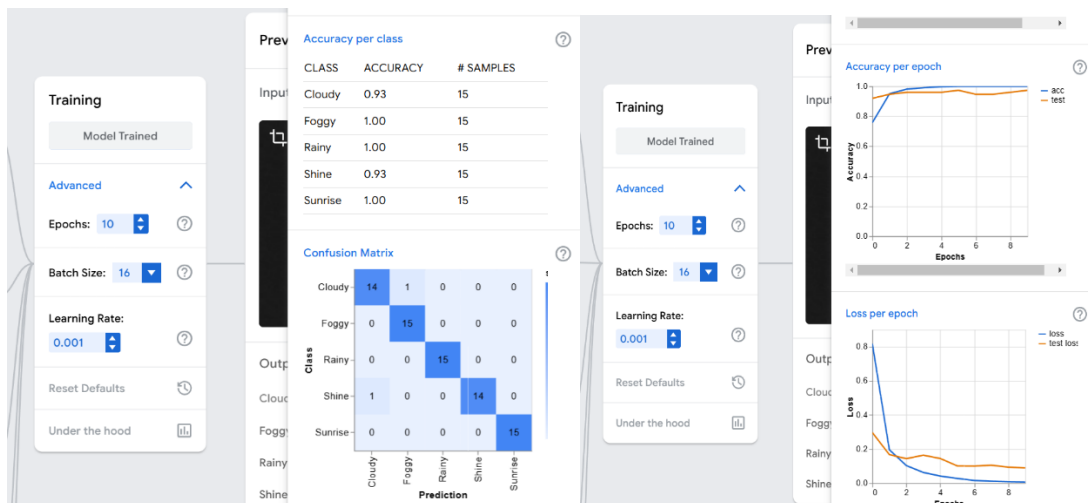 Training
Model Trained
Advanced
Epochs: 10
Batch Size: 16
Learning Rate:
0.001
Reset Defaults
Under the hood
Prev
Input
Outp
Cloud
Foggy
Rainy
Shine
Accuracy per class
CLASS ACCURACY # SAMPLES
Cloudy 0.93 15
Foggy 1.00 15
Rainy 1.00 15
Shine 0.93 15
Sunrise 1.00 15
Confusion Matrix
Class
Cloudy 14 1 0 0 0
Foggy 0 15 0 0 0
Rainy 0 0 15 0 0
Shine 1 0 0 14 0
Sunrise 0 0 0 0 15
Cloudy Foggy Rainy Shine Sunrise
Prediction
Training
Model Trained
Advanced
Epochs: 10
Batch Size: 16
Learning Rate:
0.001
Reset Defaults
Under the hood
Prev
Input
Outp
Cloud
Foggy
Rainy
Shine
Accuracy per epoch
1.0
0.8
0.6
0.4
0.2
0.0
Accuracy
0 2 4 6 8
Epochs
acc
test
Loss per epoch
0.8
0.6
0.4
0.2
0.0
Loss
0 2 4 6 8
loss
test loss